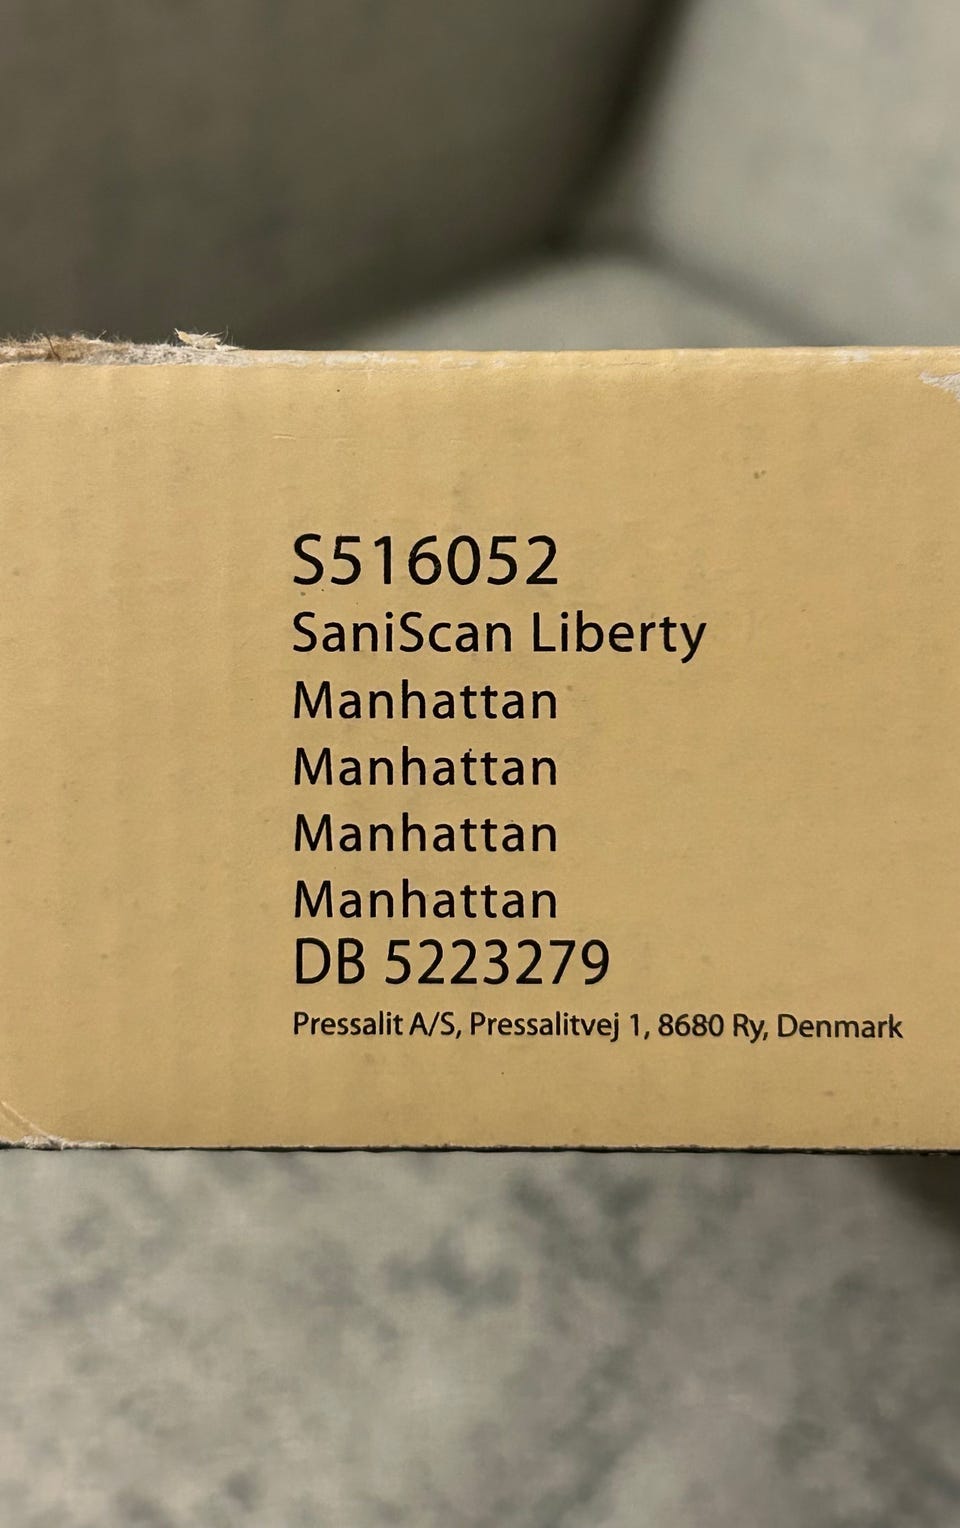 S516052
SaniScan Liberty
Manhattan
Manhattan
Manhattan
Manhattan
DB 5223279
Pressalit A/S, Pressalitvej 1, 8680 Ry, Denmark